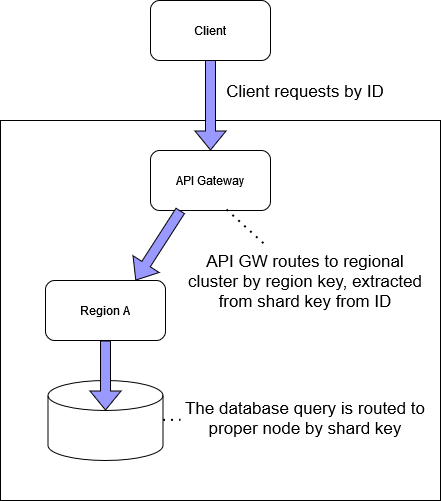 Client
Client requests by ID
API Gateway
API GW routes to regional
cluster by region key, extracted
from shard key from ID
Region A
The database query is routed to
proper node by shard key